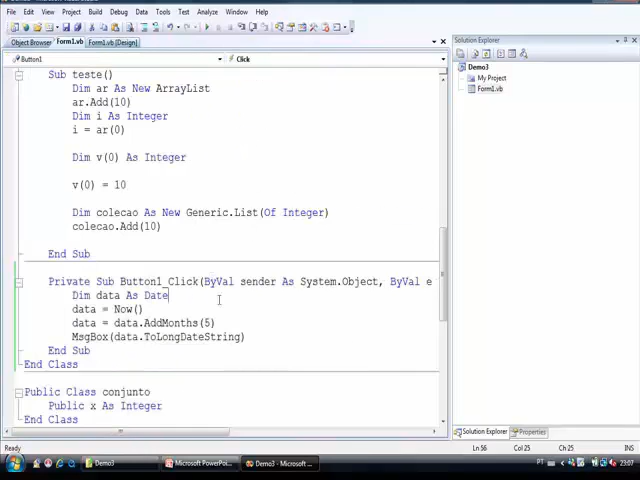 File Edit View Project Build Debug Data Tools Test Analyze Window Help
Object Browser Form1.vb Form1.vb [Design]
Button1 Click
Sub teste()
Dim ar As New ArrayList
ar.Add(10)
Dim i As Integer
i = ar(0)
Dim v(0) As Integer
v(0) = 10
Dim colecao As New Generic.List(Of Integer)
colecao.Add(10)
End Sub
Private Sub Button1_Click(ByVal sender As System.Object, ByVal e
Dim data As Date
data = Now()
data = data.AddMonths(5)
MsgBox(data.ToLongDateString)
End Sub
End Class
Public Class conjunto
Public x As Integer
End Class
Solution Explorer
Demo3
My Project
Form1.vb
Solution Explorer Properties
Ready Ln 56 Col 25 Ch 25 INS
Demo3 Microsoft PowerPo... Demo3 - Microsoft ... PT 23:07